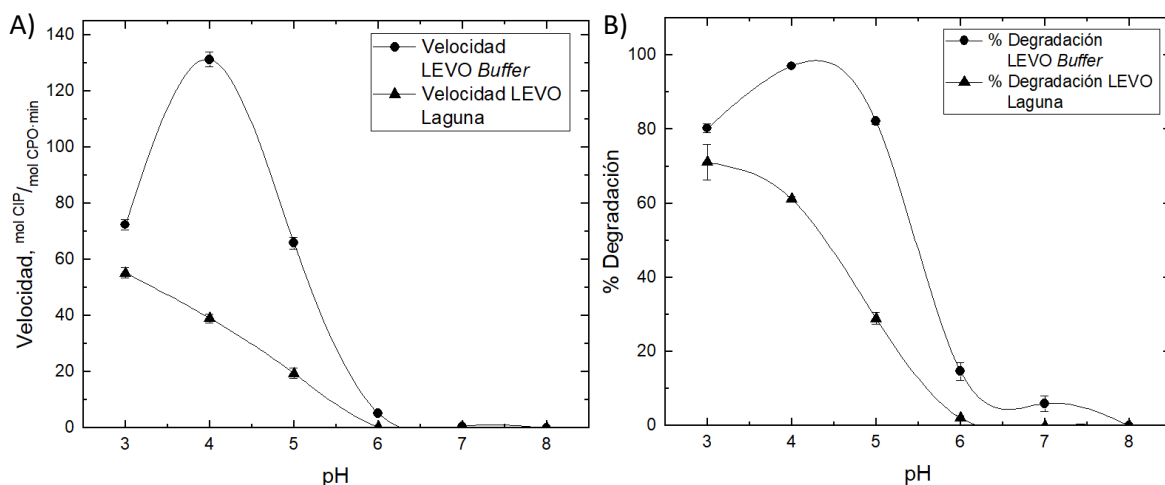 A)
Velocidad
LEVO Buffer
Velocidad LEVO
Laguna
Velocidad, mol CIP/mol CPO·min
140
120
100
80
60
40
20
0
3 4 5 6 7 8
pH
B)
% Degradación
LEVO Buffer
% Degradación LEVO
Laguna
% Degradación
100
80
60
40
20
0
3 4 5 6 7 8
pH